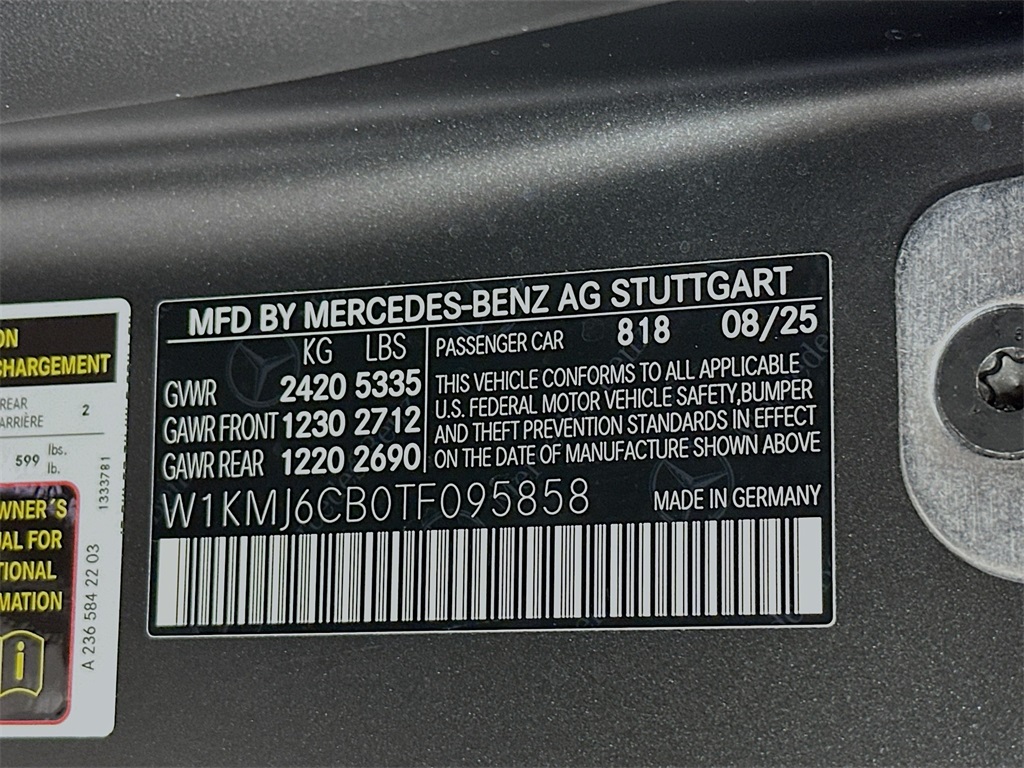 MFD BY MERCEDES-BENZ AG STUTTGART
KG LBS
GVWR 2420 5335
GAWR FRONT 1230 2712
GAWR REAR 1220 2690
PASSENGER CAR 818 08/25
THIS VEHICLE CONFORMS TO ALL APPLICABLE
U.S. FEDERAL MOTOR VEHICLE SAFETY,BUMPER
AND THEFT PREVENTION STANDARDS IN EFFECT
ON THE DATE OF MANUFACTURE SHOWN ABOVE
W1KMJ6CB0TF095858
MADE IN GERMANY
ON
CHARGEMENT
REAR
ARRIÈRE 2
599 lbs.
lb.
1333781
WNER´S
UAL FOR
TIONAL
MATION
i
A 236 584 22 03